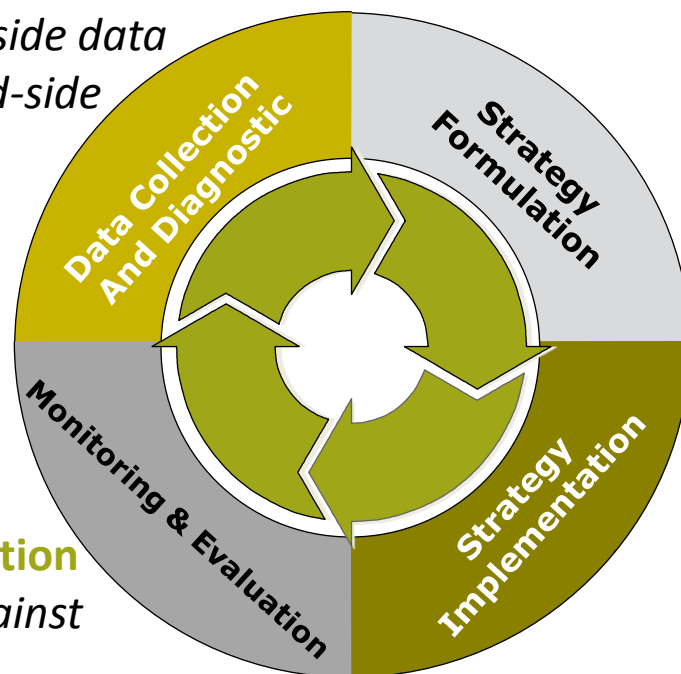 side data
d-side
Data Collection
And Diagnostic
Strategy
Formulation
Monitoring & Evaluation
Strategy
Implementation
tion
ainst